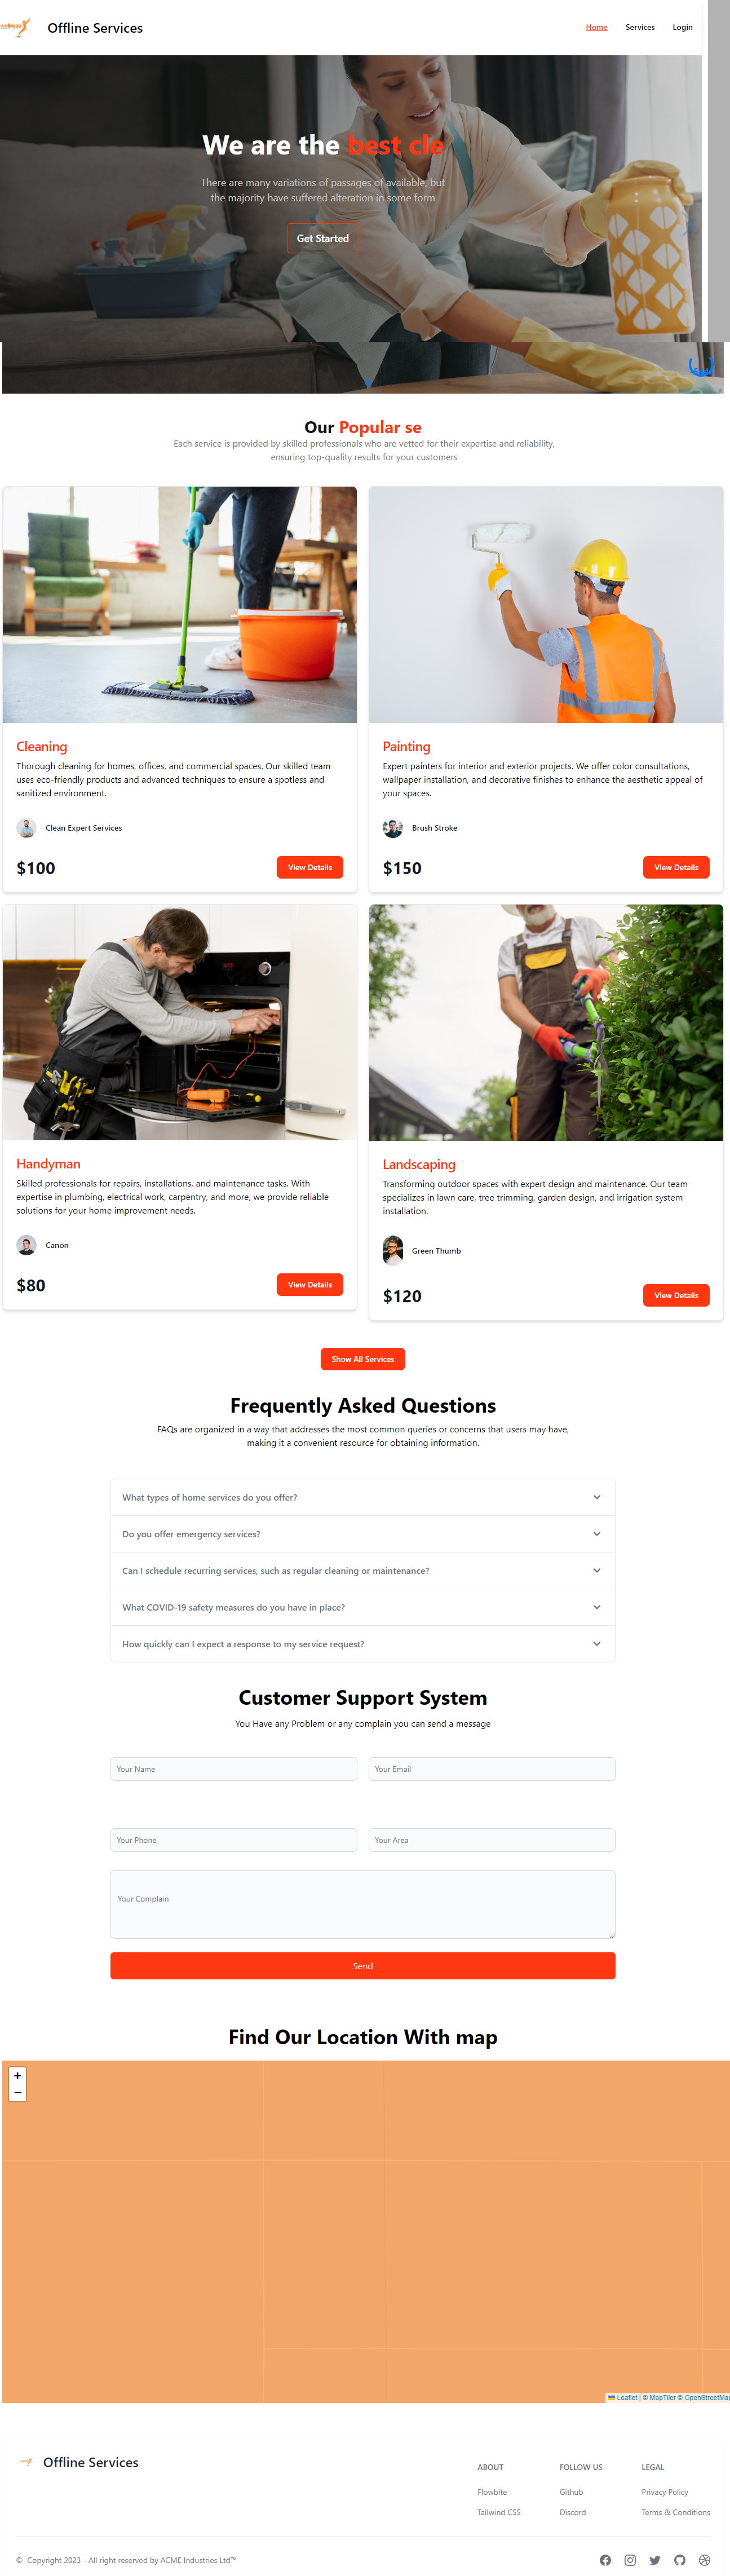 Offline Services
Home Services Login
We are the best cle
There are many variations of passages of available, but
the majority have suffered alteration in some form
Get Started
Our Popular se
Each service is provided by skilled professionals who are vetted for their expertise and reliability,
ensuring top-quality results for your customers
Cleaning
Thorough cleaning for homes, offices, and commercial spaces. Our skilled team
uses eco-friendly products and advanced techniques to ensure a spotless and
sanitized environment.
Clean Expert Services
$100
View Details
Painting
Expert painters for interior and exterior projects. We offer color consultations,
wallpaper installation, and decorative finishes to enhance the aesthetic appeal of
your spaces.
Brush Stroke
$150
View Details
Handyman
Skilled professionals for repairs, installations, and maintenance tasks. With
expertise in plumbing, electrical work, carpentry, and more, we provide reliable
solutions for your home improvement needs.
Canon
$80
View Details
Landscaping
Transforming outdoor spaces with expert design and maintenance. Our team
specializes in lawn care, tree trimming, garden design, and irrigation system
installation.
Green Thumb
$120
View Details
Show All Services
Frequently Asked Questions
FAQs are organized in a way that addresses the most common queries or concerns that users may have,
making it a convenient resource for obtaining information.
What types of home services do you offer?
Do you offer emergency services?
Can I schedule recurring services, such as regular cleaning or maintenance?
What COVID-19 safety measures do you have in place?
How quickly can I expect a response to my service request?
Customer Support System
You Have any Problem or any complain you can send a message
Your Name
Your Email
Your Phone
Your Area
Your Complain
Send
Find Our Location With map
+
−
Leaflet | © MapTiler © OpenStreetMap
Offline Services
ABOUT
Flowbite
Tailwind CSS
FOLLOW US
Github
Discord
LEGAL
Privacy Policy
Terms & Conditions
© Copyright 2023 - All right reserved by ACME Industries Ltd™